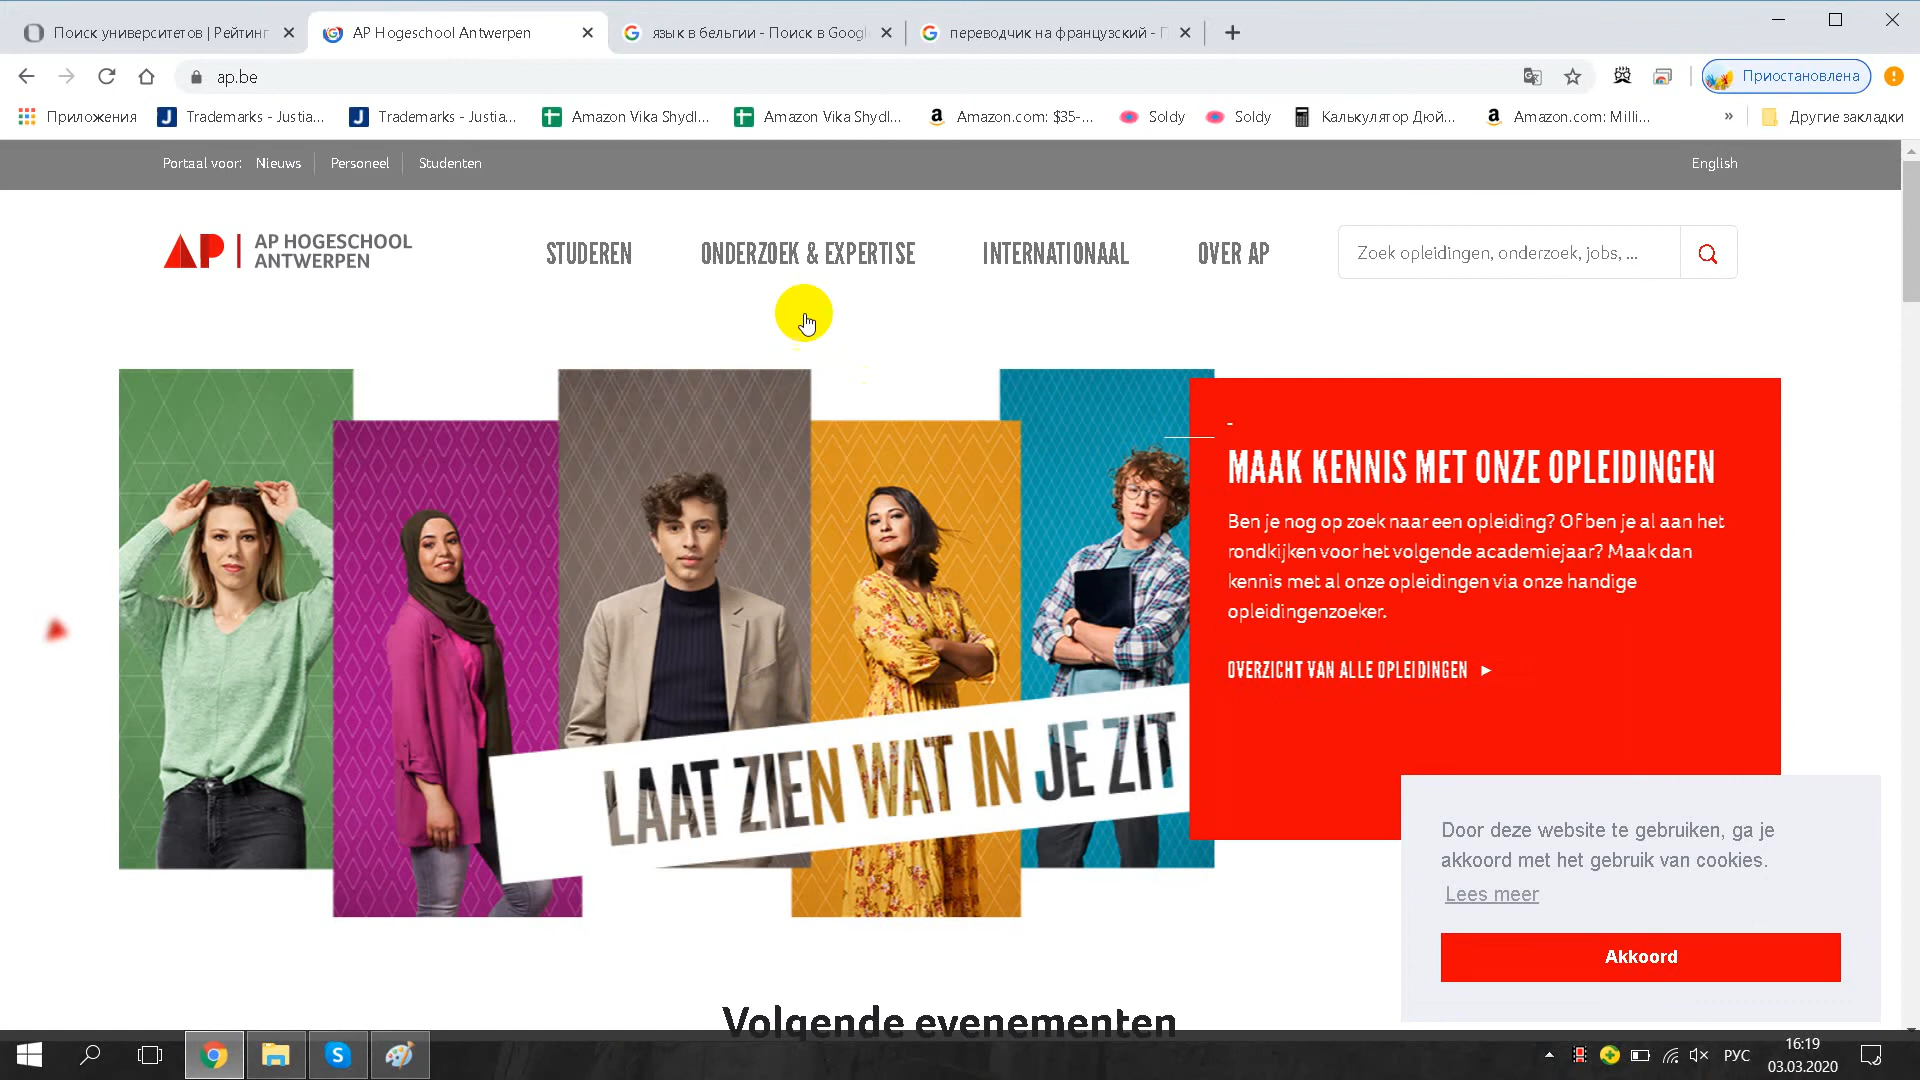 Поиск университетов | Рейтинг
AP Hogeschool Antwerpen
язык в бельгии - Поиск в Googl
переводчик на французский - П
ap.be
Приостановлена
Приложения
Trademarks - Justia...
Trademarks - Justia...
Amazon Vika Shydl...
Amazon Vika Shydl...
Amazon.com: $35-...
Soldy
Soldy
Калькулятор Дюй...
Amazon.com: Milli...
»
Другие закладки
Portaal voor:
Nieuws
Personeel
Studenten
English
AP
AP HOGESCHOOL
ANTWERPEN
STUDEREN
ONDERZOEK & EXPERTISE
INTERNATIONAAL
OVER AP
Zoek opleidingen, onderzoek, jobs, ...
-
MAAK KENNIS MET ONZE OPLEIDINGEN
Ben je nog op zoek naar een opleiding? Of ben je al aan het
rondkijken voor het volgende academiejaar? Maak dan
kennis met al onze opleidingen via onze handige
opleidingenzoeker.
OVERZICHT VAN ALLE OPLEIDINGEN
LAAT ZIEN WAT IN JE ZIT
Door deze website te gebruiken, ga je
akkoord met het gebruik van cookies.
Lees meer
Akkoord
Volgende evenementen
РУС
16:19
03.03.2020